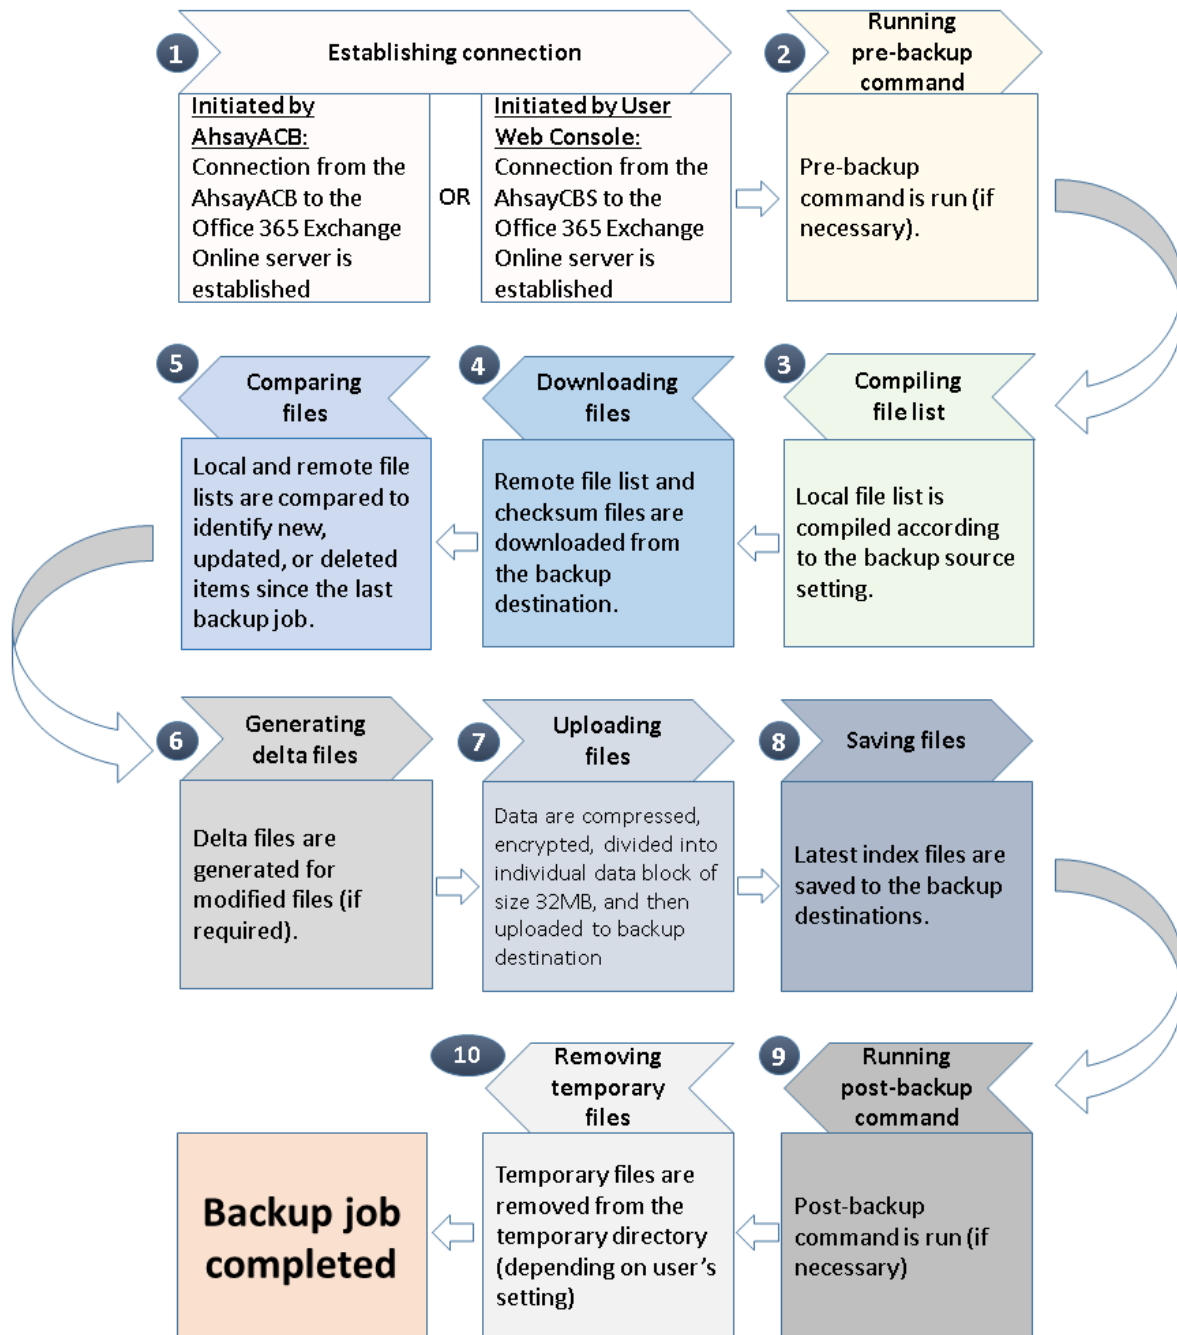 1
Establishing connection
Initiated by
AhsayACB:
Connection from the
AhsayACB to the
Office 365 Exchange
Online server is
established
OR
Initiated by User
Web Console:
Connection from the
AhsayCBS to the
Office 365 Exchange
Online server is
established
2
Running
pre-backup
command
Pre-backup
command is run (if
necessary).
3
Compiling
file list
Local file list is
compiled according
to the backup source
setting.
4
Downloading
files
Remote file list and
checksum files are
downloaded from
the backup
destination.
5
Comparing
files
Local and remote file
lists are compared to
identify new,
updated, or deleted
items since the last
backup job.
6
Generating
delta files
Delta files are
generated for
modified files (if
required).
7
Uploading
files
Data are compressed,
encrypted, divided into
individual data block of
size 32MB, and then
uploaded to backup
destination
8
Saving files
Latest index files are
saved to the backup
destinations.
9
Running
post-backup
command
Post-backup
command is run (if
necessary)
10
Removing
temporary
files
Temporary files are
removed from the
temporary directory
(depending on user's
setting)
Backup job
completed